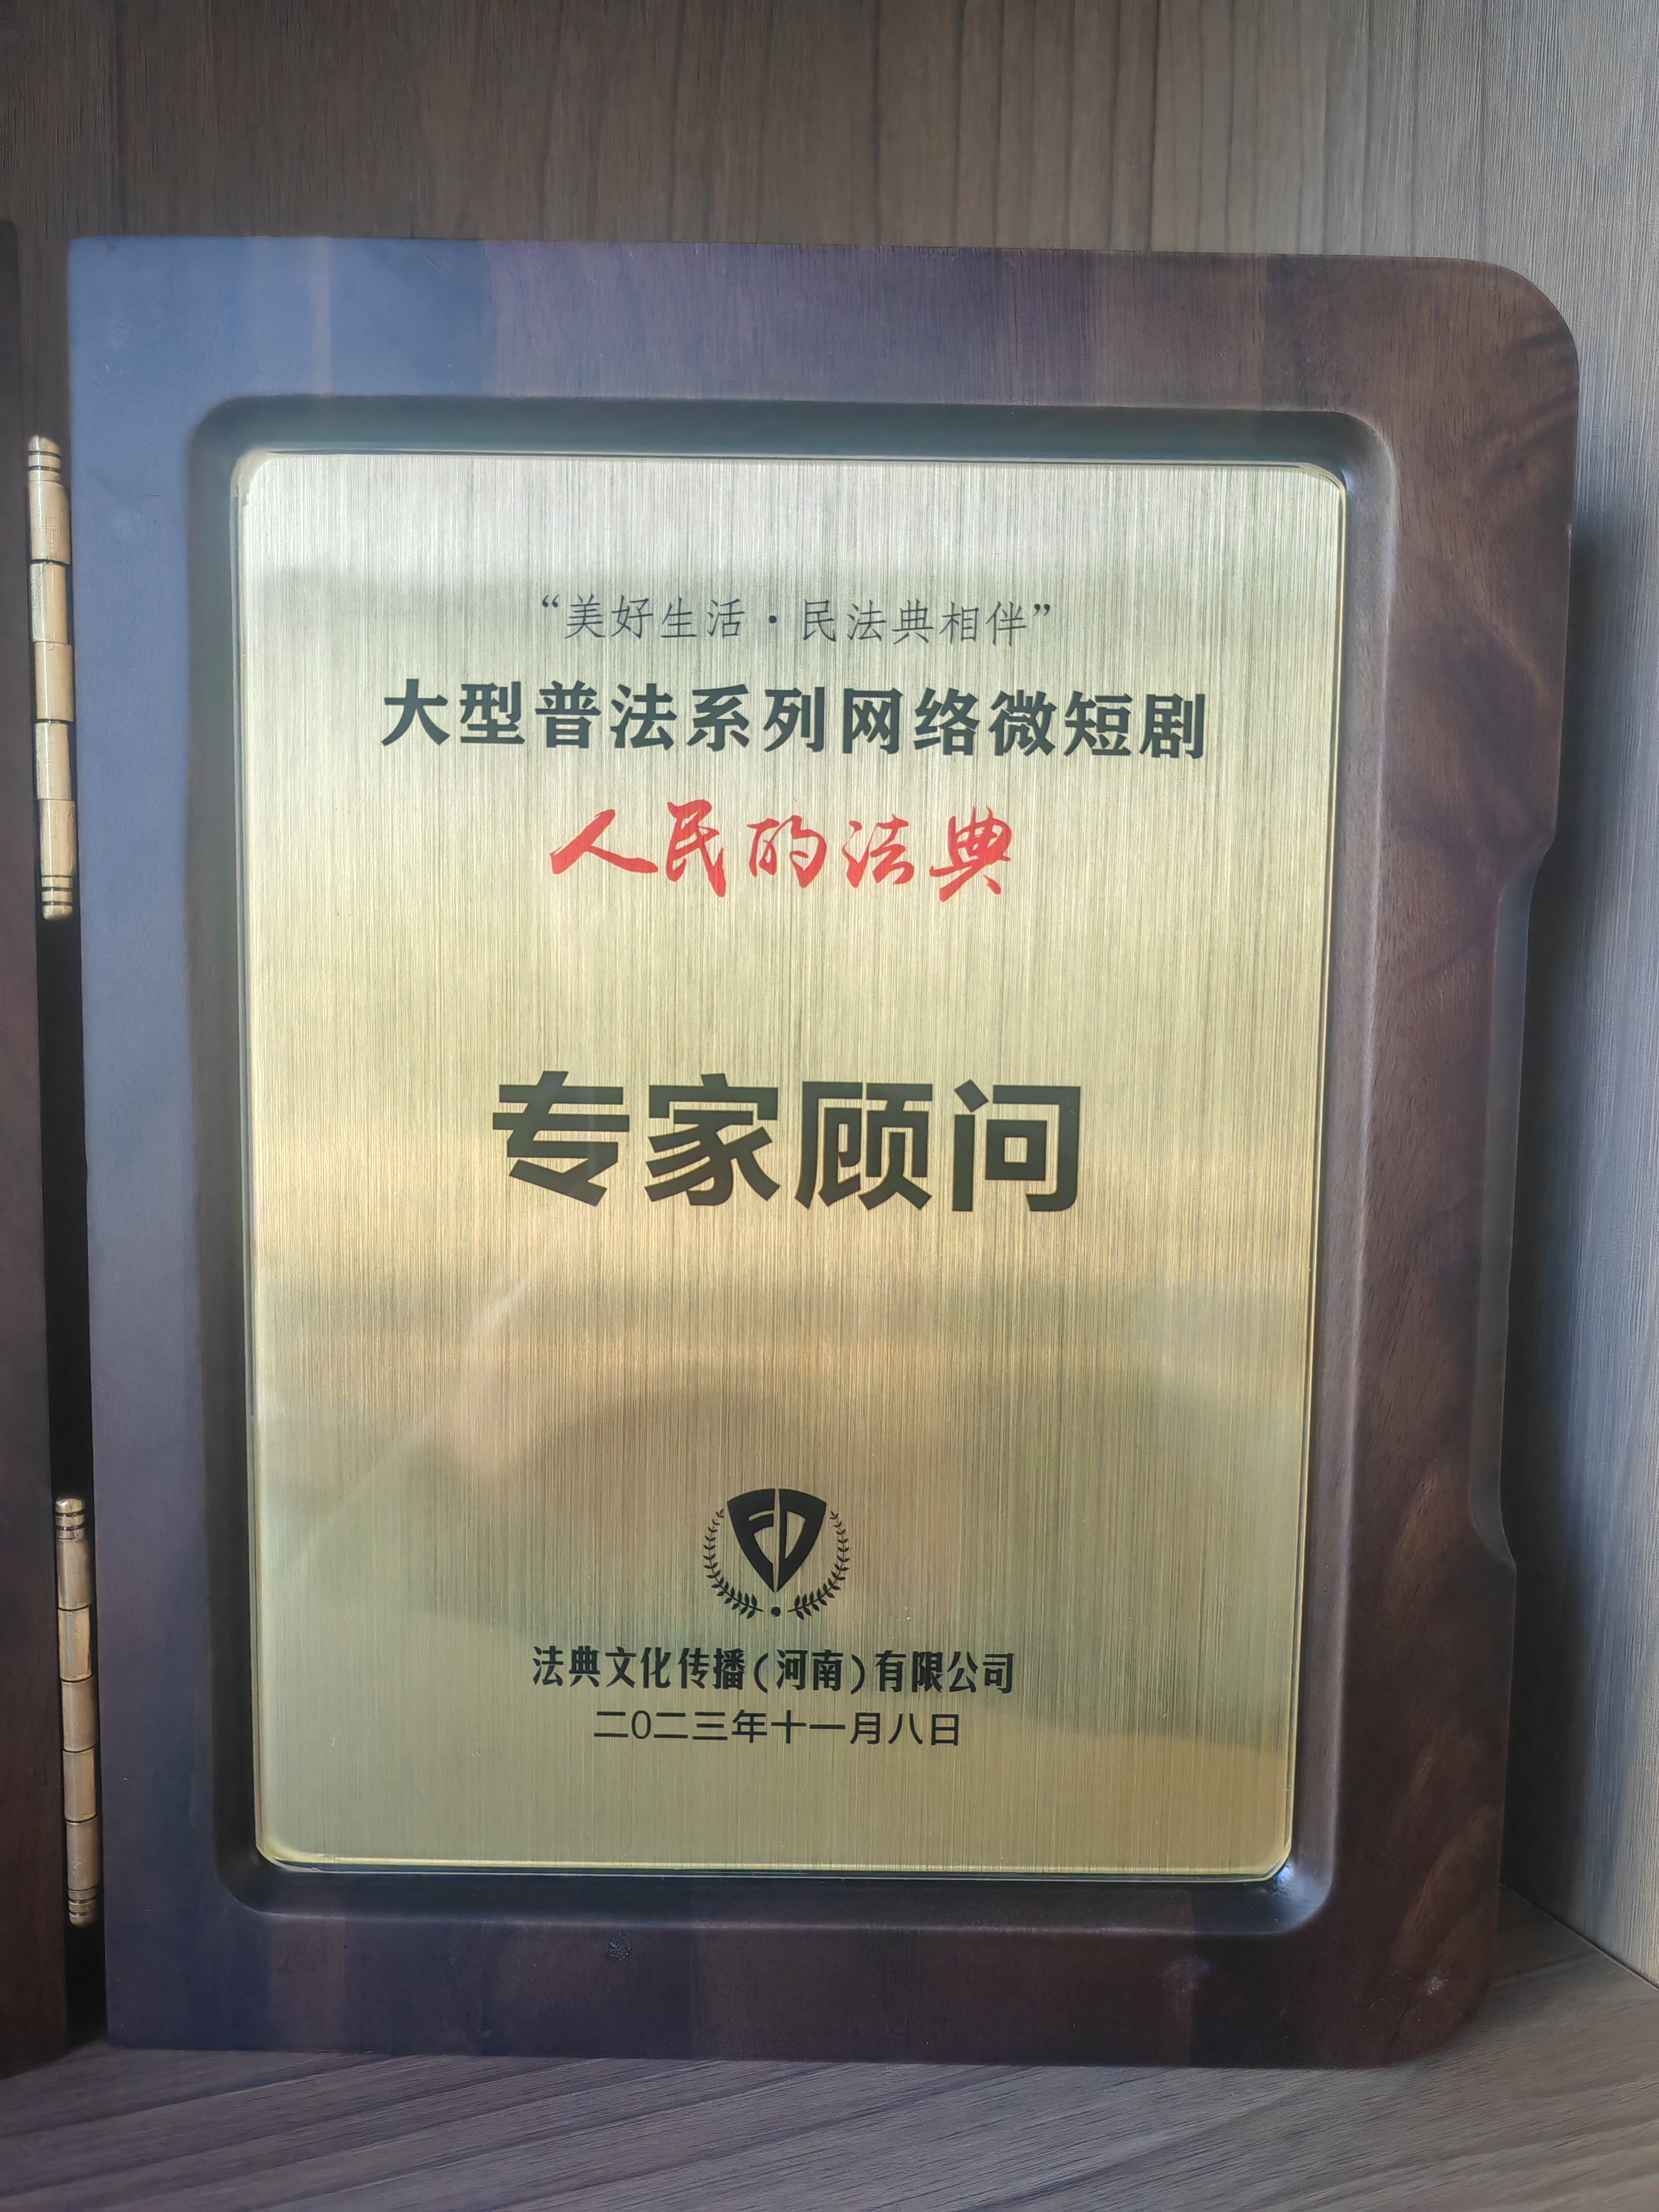 “美好生活·民法典相伴”
大型普法系列网络微短剧
人民的法典
专家顾问
FD
法典文化传播(河南)有限公司
二0二三年十一月八日